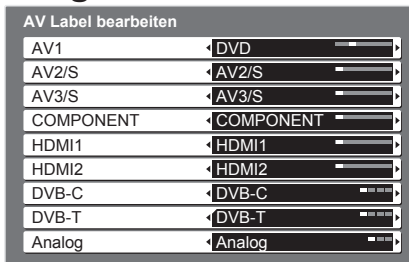 AV Label bearbeiten
AV1 DVD
AV2/S AV2/S
AV3/S AV3/S
COMPONENT COMPONENT
HDMI1 HDMI1
HDMI2 HDMI2
DVB-C DVB-C
DVB-T DVB-T
Analog Analog